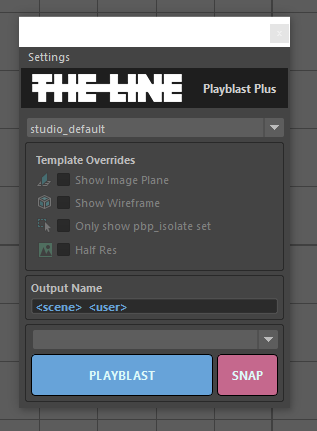 Settings
THE LINE Playblast Plus
studio_default
Template Overrides
Show Image Plane
Show Wireframe
Only show pbp_isolate set
Half Res
Output Name
<scene>_<user>
PLAYBLAST SNAP